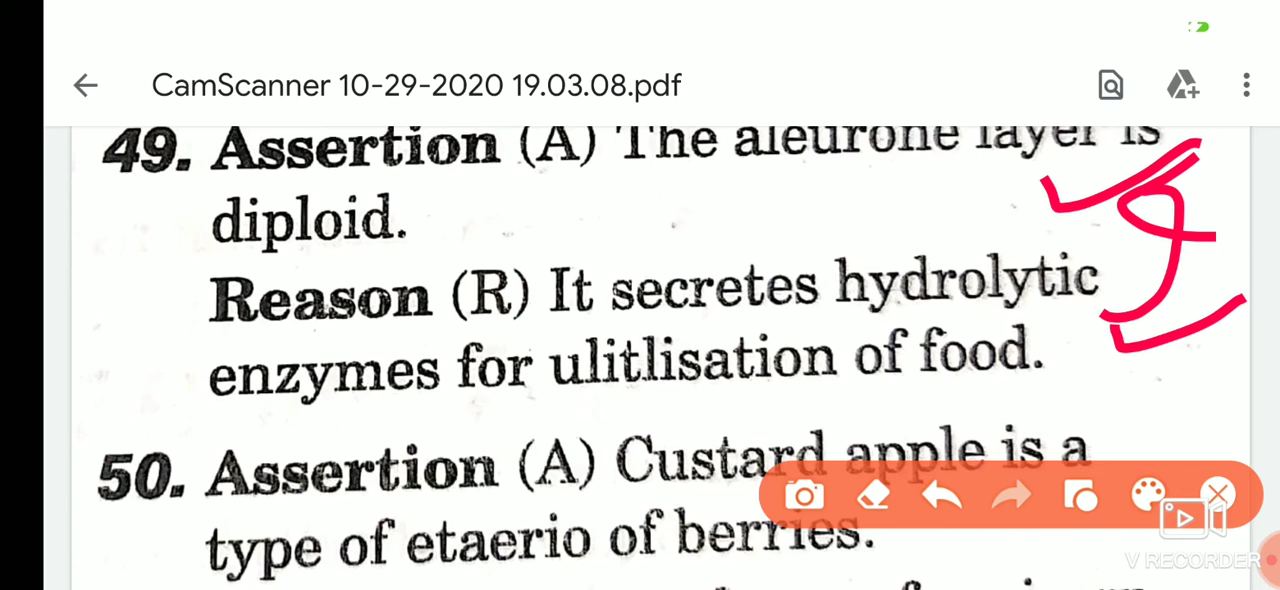 CamScanner 10-29-2020 19.03.08.pdf
49. Assertion (A) The aleurone layer is
diploid.
Reason (R) It secretes hydrolytic
enzymes for ulitlisation of food.
50. Assertion (A) Custard apple is a
type of etaerio of berries.
V RECORDER